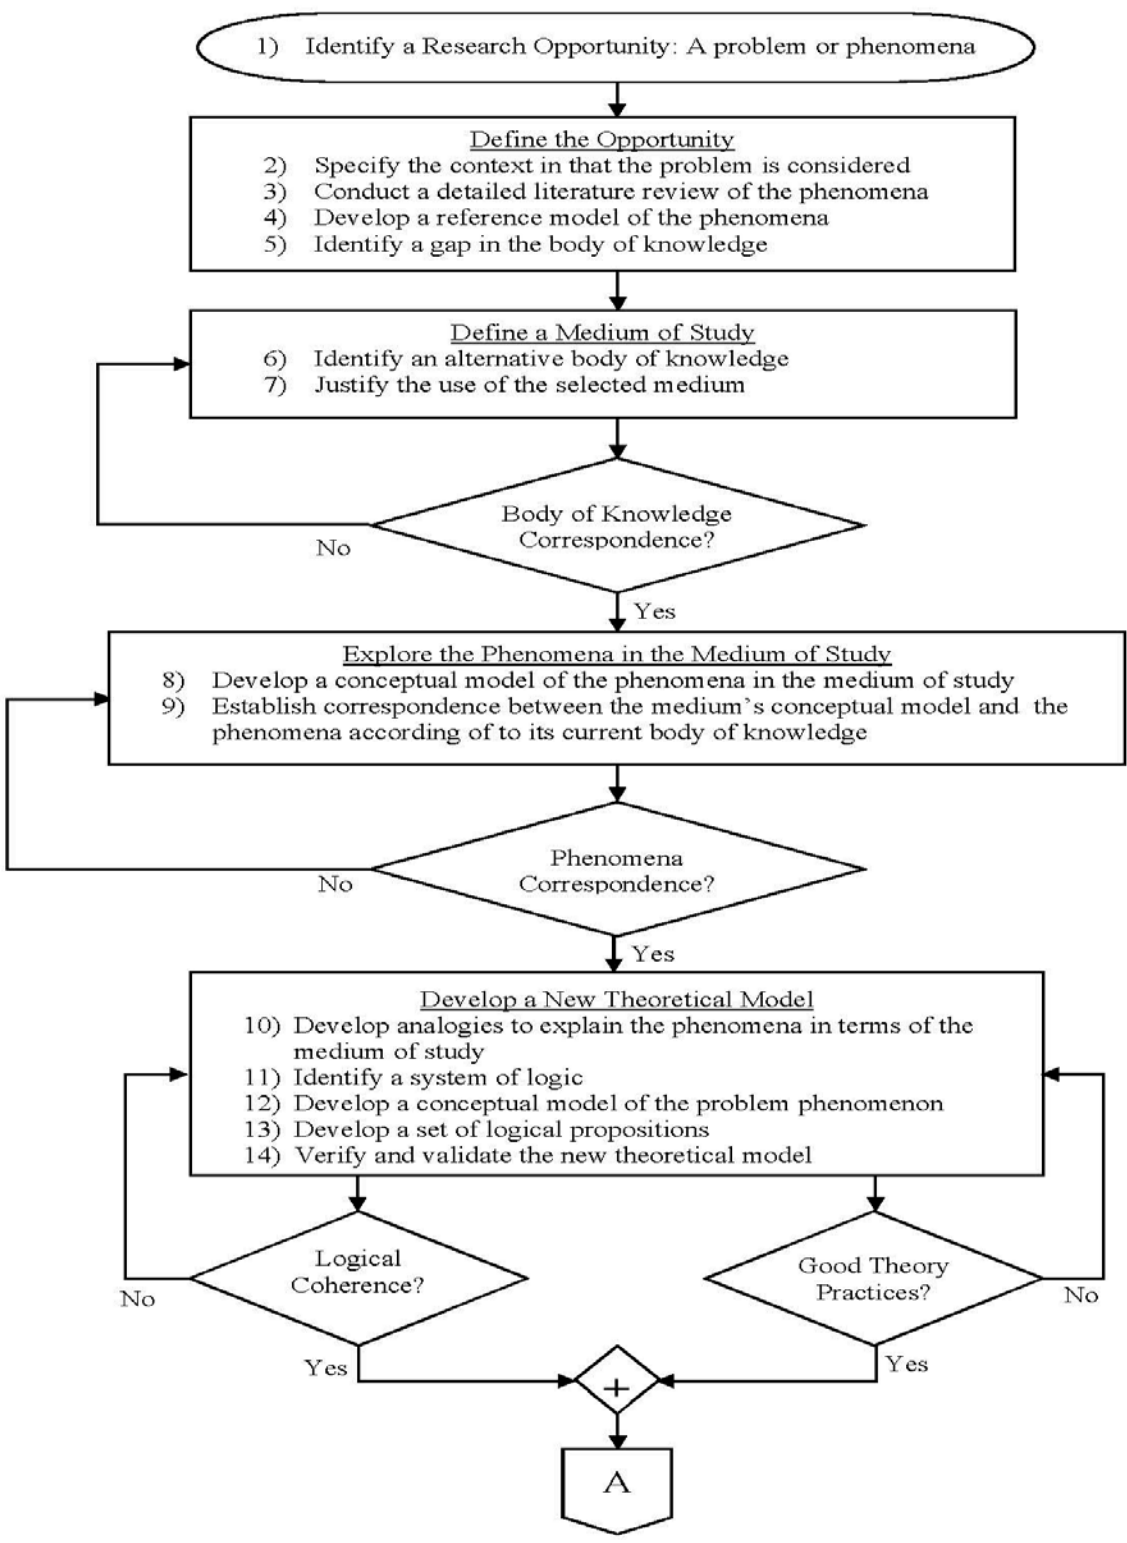 1) Identify a Research Opportunity: A problem or phenomena
Define the Opportunity
2) Specify the context in that the problem is considered
3) Conduct a detailed literature review of the phenomena
4) Develop a reference model of the phenomena
5) Identify a gap in the body of knowledge
Define a Medium of Study
6) Identify an alternative body of knowledge
7) Justify the use of the selected medium
Body of Knowledge
Correspondence?
No
Yes
Explore the Phenomena in the Medium of Study
8) Develop a conceptual model of the phenomena in the medium of study
9) Establish correspondence between the medium`s conceptual model and the
phenomena according of to its current body of knowledge
Phenomena
Correspondence?
No
Yes
Develop a New Theoretical Model
10) Develop analogies to explain the phenomena in terms of the
medium of study
11) Identify a system of logic
12) Develop a conceptual model of the problem phenomenon
13) Develop a set of logical propositions
14) Verify and validate the new theoretical model
Logical
Coherence?
No
Yes
Good Theory
Practices?
No
Yes
+
A